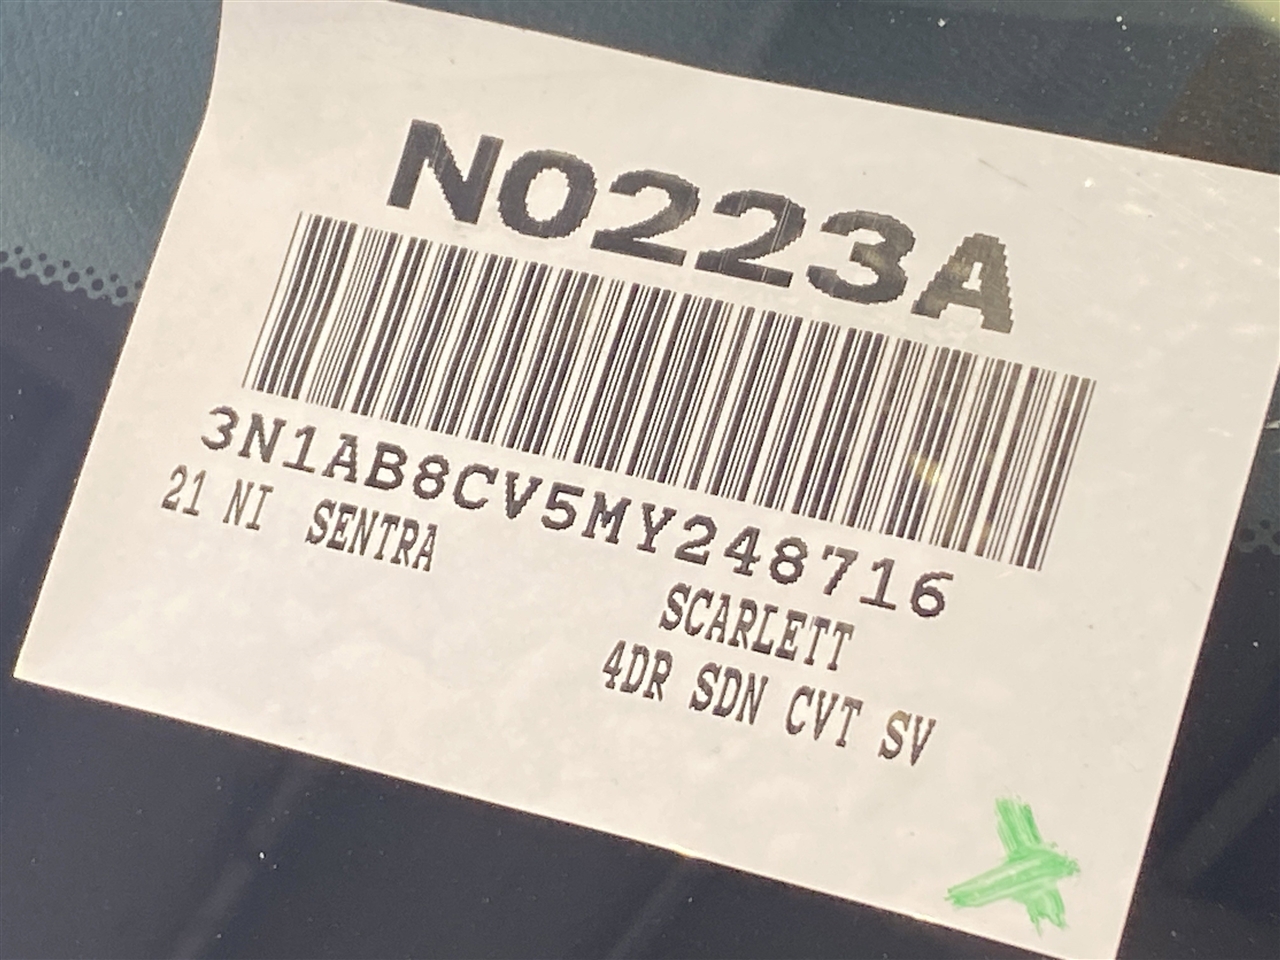 N0223A
3N1AB8CV5MY248716
21 NI SENTRA
SCARLETT
4DR SDN CVT SV